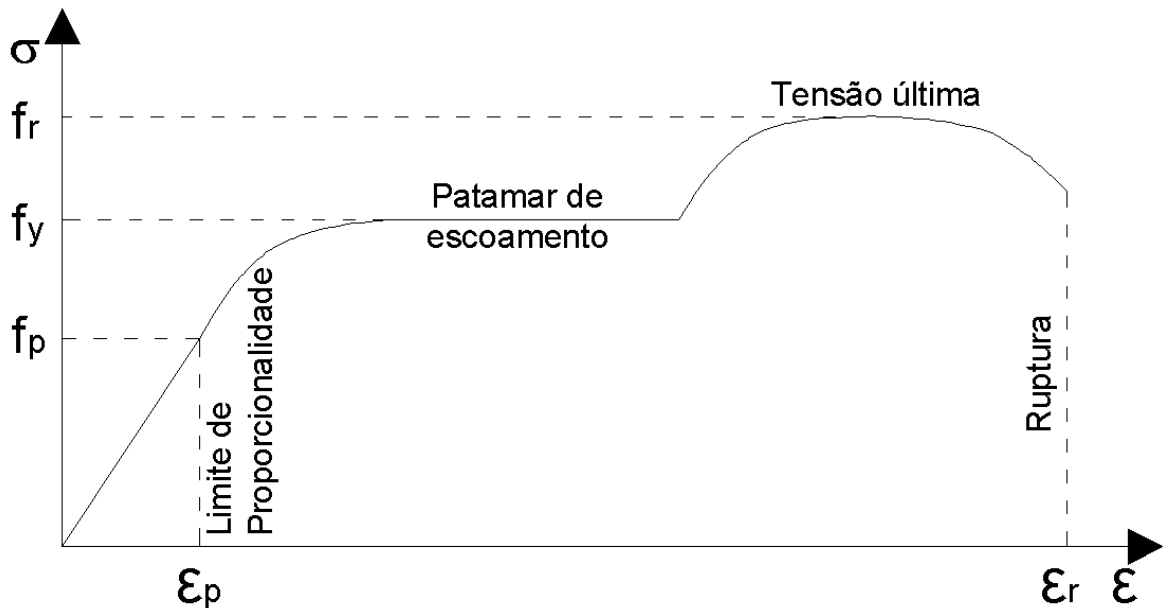 σ
fr
Tensão última
fy
Patamar de
escoamento
fp
Limite de
Proporcionalidade
Ruptura
εp
εr
ε